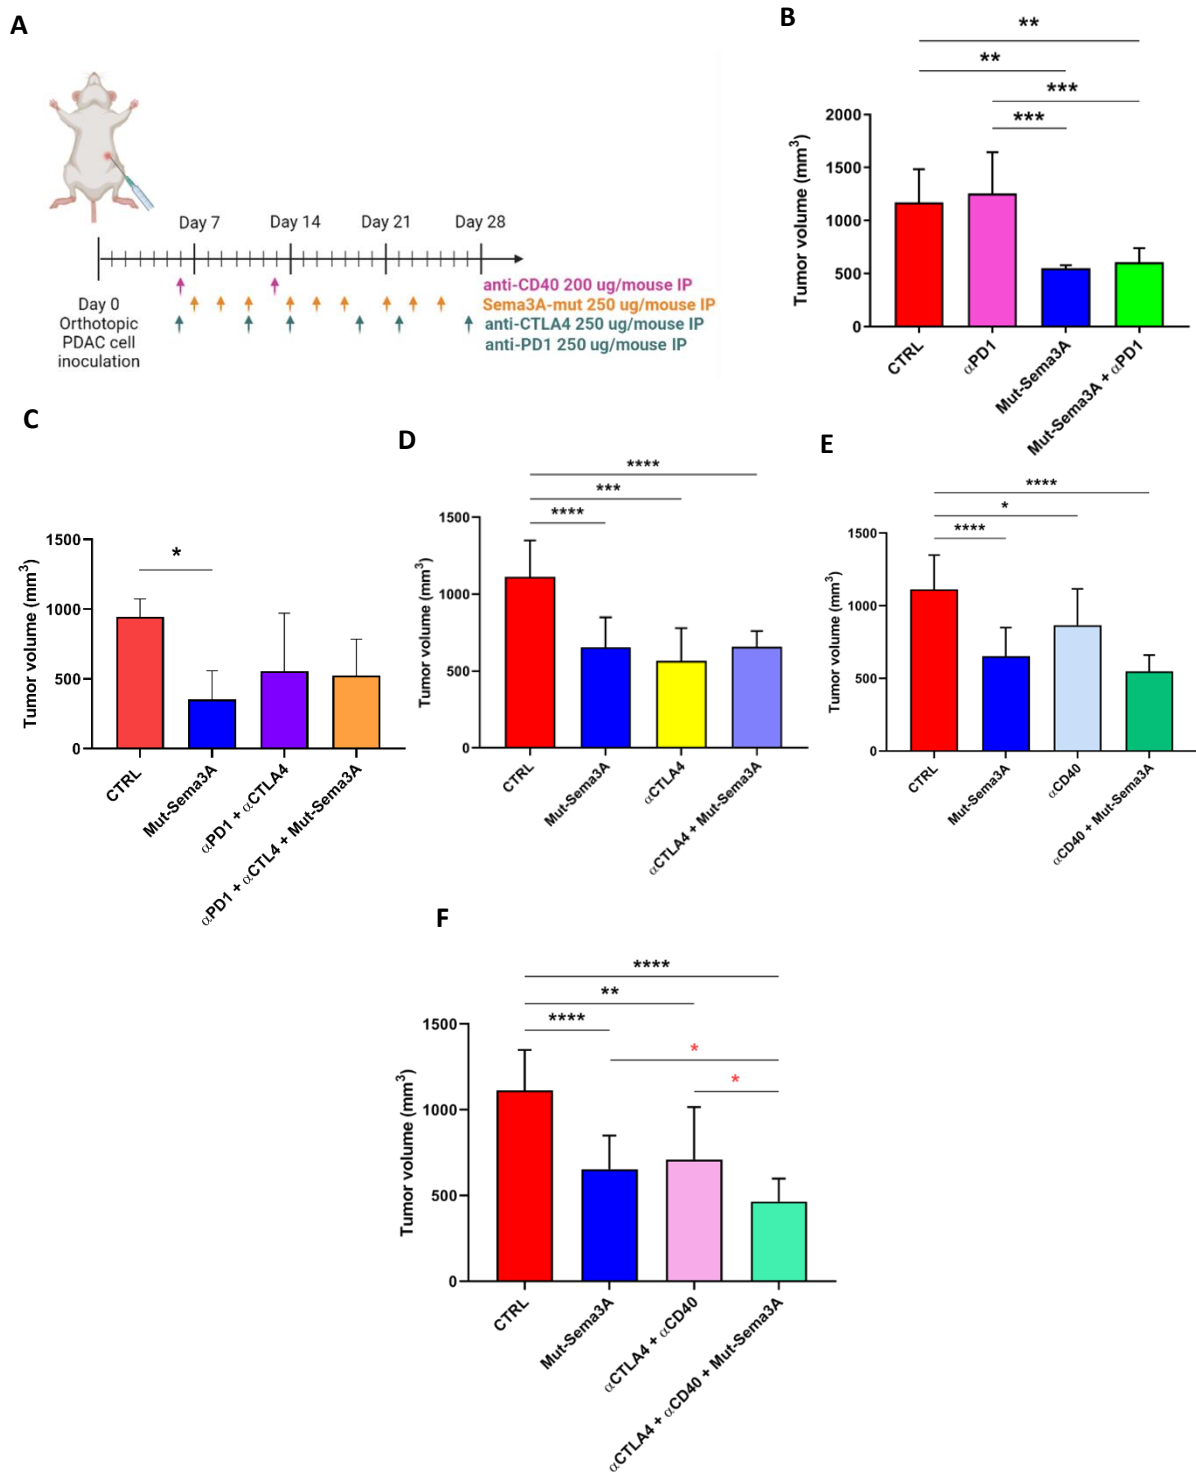 A
Day 7
Day 14
Day 21
Day 28
Day 0
Orthotopic
PDAC cell
inoculation
anti-CD40 200 ug/mouse IP
Sema3A-mut 250 ug/mouse IP
anti-CTLA4 250 ug/mouse IP
anti-PD1 250 ug/mouse IP
B
**
**
***
***
Tumor volume (mm³)
2000
1500
1000
500
0
CTRL
αPD1
Mut-Sema3A
Mut-Sema3A + αPD1
C
*
Tumor volume (mm³)
1500
1000
500
0
CTRL
Mut-Sema3A
αPD1 + αCTLA4
αPD1 + αCTL4 + Mut-Sema3A
D
****
***
****
Tumor volume (mm³)
1500
1000
500
0
CTRL
Mut-Sema3A
αCTLA4
αCTLA4 + Mut-Sema3A
E
****
*
****
Tumor volume (mm³)
1500
1000
500
0
CTRL
Mut-Sema3A
αCD40
αCD40 + Mut-Sema3A
F
****
**
****
*
*
Tumor volume (mm³)
1500
1000
500
0
CTRL
Mut-Sema3A
αCTLA4 + αCD40
αCTLA4 + αCD40 + Mut-Sema3A